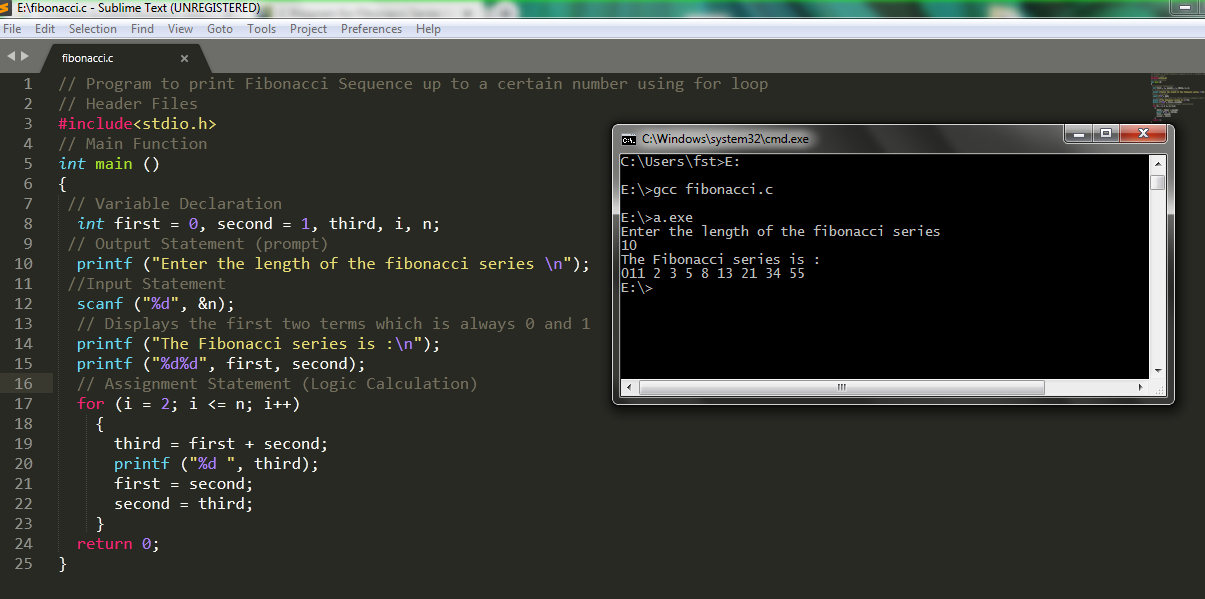 E:\fibonacci.c - Sublime Text (UNREGISTERED)
File Edit Selection Find View Goto Tools Project Preferences Help
fibonacci.c
1 // Program to print Fibonacci Sequence up to a certain number using for loop
2 // Header Files
3 #include<stdio.h>
4 // Main Function
5 int main ()
6 {
7 // Variable Declaration
8 int first = 0, second = 1, third, i, n;
9 // Output Statement (prompt)
10 printf ("Enter the length of the fibonacci series \n");
11 //Input Statement
12 scanf ("%d", &n);
13 // Displays the first two terms which is always 0 and 1
14 printf ("The Fibonacci series is :\n");
15 printf ("%d%d", first, second);
16 // Assignment Statement (Logic Calculation)
17 for (i = 2; i <= n; i++)
18 {
19 third = first + second;
20 printf ("%d ", third);
21 first = second;
22 second = third;
23 }
24 return 0;
25 }
C:\Windows\system32\cmd.exe
C:\Users\fst>E:
E:\>gcc fibonacci.c
E:\>a.exe
Enter the length of the fibonacci series
10
The Fibonacci series is :
011 2 3 5 8 13 21 34 55
E:\>